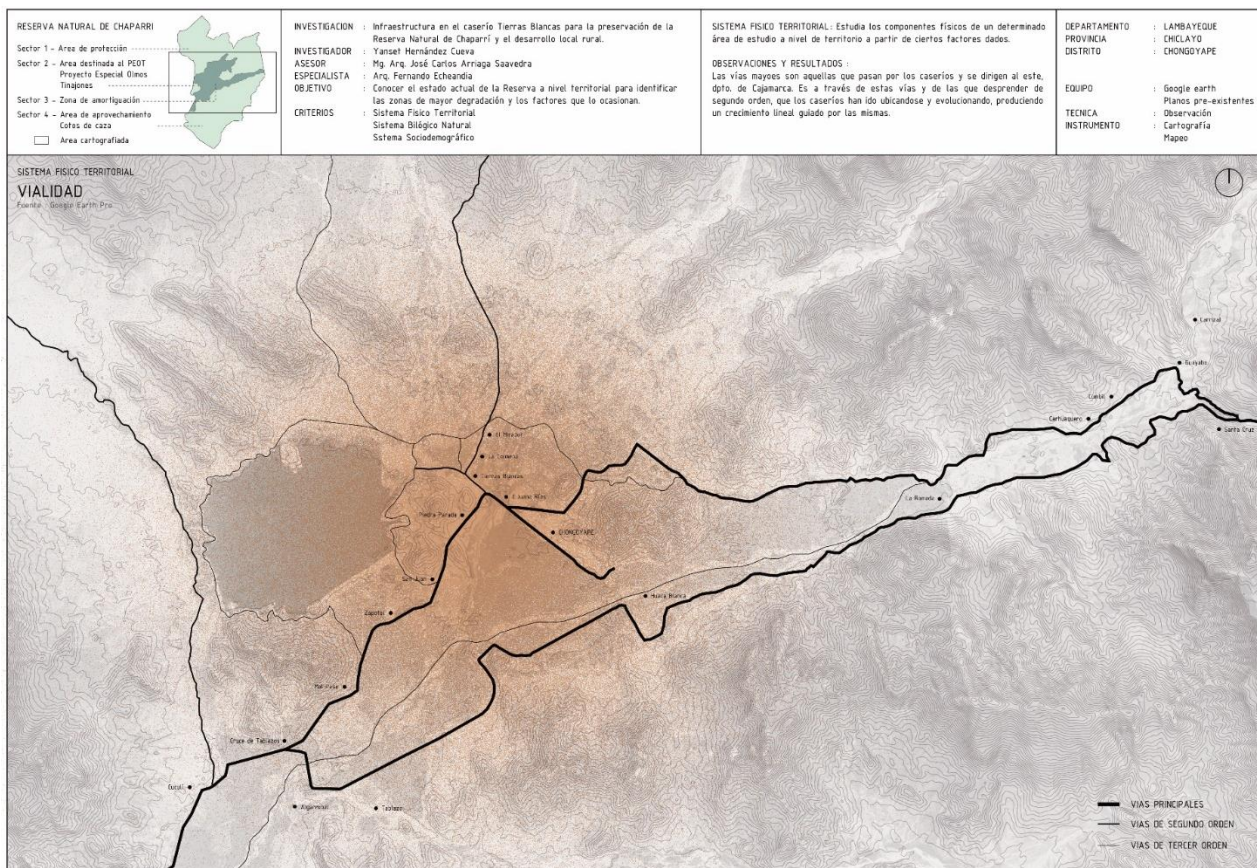 RESERVA NATURAL DE CHAPARRI
Sector 1 - Area de protección
Sector 2 - Area destinada al PEOT
Proyecto Especial Olmos
Tinajones
Sector 3 - Zona de amortiguación
Sector 4 - Area de aprovechamiento
Cotos de caza
Area cartografiada
INVESTIGACION : Infraestructura en el caserío Tierras Blancas para la preservación de la
Reserva Natural de Chaparrí y el desarrollo local rural.
INVESTIGADOR : Yanset Hernández Cueva
ASESOR : Mg. Arq. José Carlos Arriaga Saavedra
ESPECIALISTA : Arq. Fernando Echeandia
OBJETIVO : Conocer el estado actual de la Reserva a nivel territorial para identificar
las zonas de mayor degradación y los factores que lo ocasionan.
CRITERIOS : Sistema Fisico Territorial
Sistema Bilógico Natural
Sstema Sociodemográfico
SISTEMA FISICO TERRITORIAL: Estudia los componentes físicos de un determinado
área de estudio a nivel de territorio a partir de ciertos factores dados.
OBSERVACIONES Y RESULTADOS :
Las vías mayoes son aquellas que pasan por los caseríos y se dirigen al este,
dpto. de Cajamarca. Es a través de estas vías y de las que desprender de
segundo orden, que los caseríos han ido ubicandose y evolucionando, produciendo
un crecimiento lineal guiado por las mismas.
DEPARTAMENTO : LAMBAYEQUE
PROVINCIA : CHICLAYO
DISTRITO : CHONGOYAPE
EQUIPO : Google earth
Planos pre-existentes
TECNICA : Observación
INSTRUMENTO : Cartografía
Mapeo
SISTEMA FISICO TERRITORIAL
VIALIDAD
Fuente : Google Earth Pro
Carrizal
Cumbil
Carhuaquero
Santa Cruz
El Mirador
Tierras Blancas
La Ramada
Piedra Parada
CHONGOYAPE
San Juan
Huaca Blanca
Zapotal
Cruce de Tablazos
Cuculí
Algarrobal
Tablazo
VIAS PRINCIPALES
VIAS DE SEGUNDO ORDEN
VIAS DE TERCER ORDEN